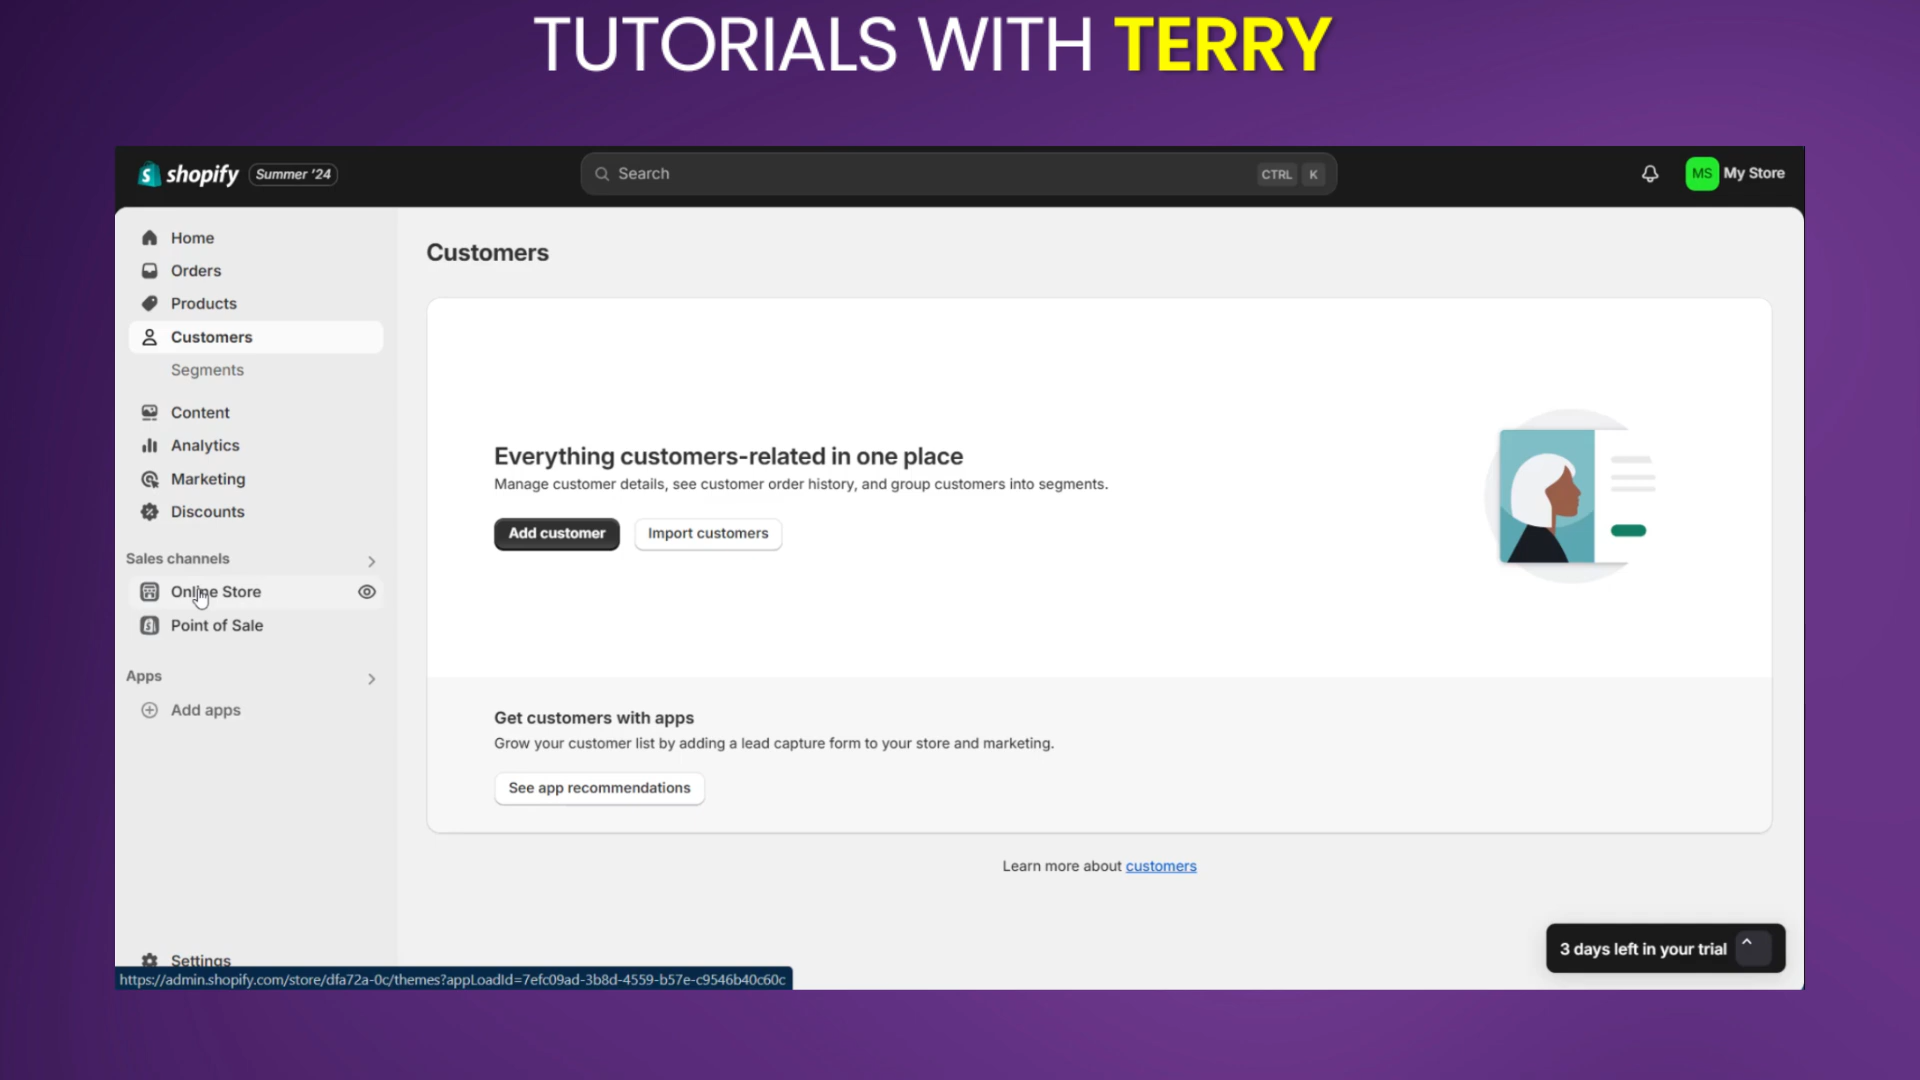 TUTORIALS WITH TERRY
shopify Summer '24
Search
CTRL K
MS My Store
Home
Orders
Products
Customers
Segments
Content
Analytics
Marketing
Discounts
Sales channels
Online Store
Point of Sale
Apps
Add apps
Settings
Customers
Everything customers-related in one place
Manage customer details, see customer order history, and group customers into segments.
Add customer Import customers
Get customers with apps
Grow your customer list by adding a lead capture form to your store and marketing.
See app recommendations
Learn more about customers
3 days left in your trial
https://admin.shopify.com/store/dfa72a-0c/themes?appLoadId=7efc09ad-3b8d-4559-b57e-c9546b40c60c